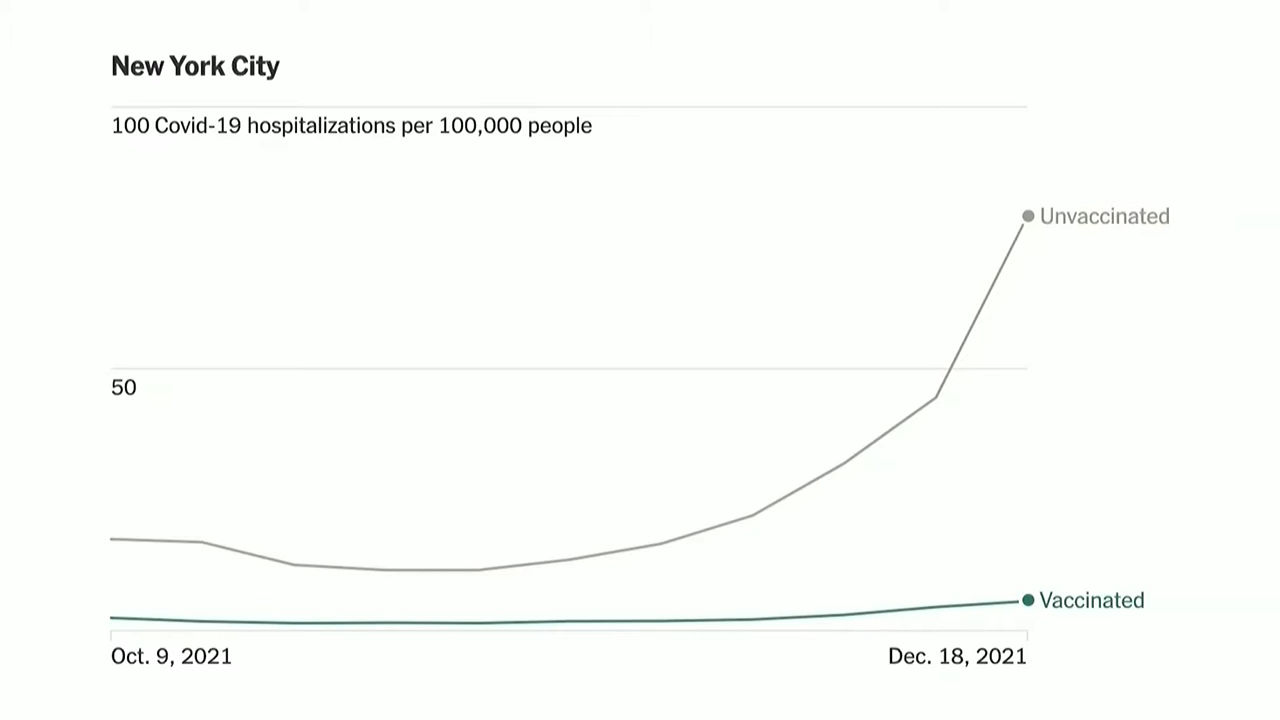 New York City
100 Covid-19 hospitalizations per 100,000 people
Unvaccinated
50
Vaccinated
Oct. 9, 2021
Dec. 18, 2021